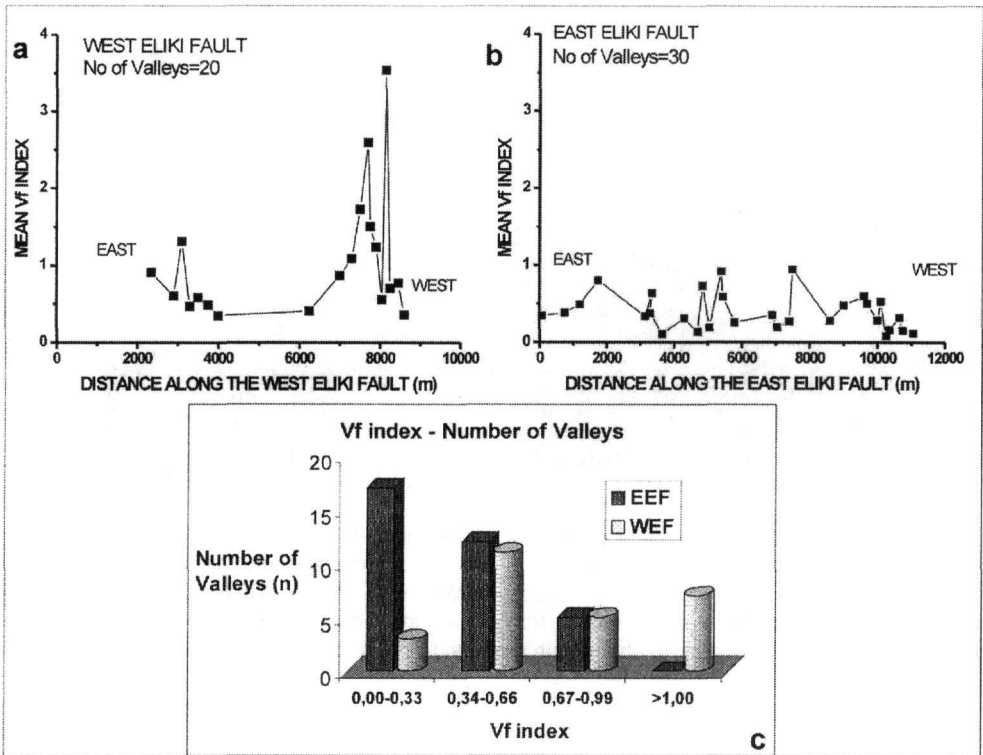 a
WEST ELIKI FAULT
No of Valleys=20
4
3
2
1
0
MEAN Vf INDEX
EAST
WEST
0 2000 4000 6000 8000 10000
DISTANCE ALONG THE WEST ELIKI FAULT (m)
b
EAST ELIKI FAULT
No of Valleys=30
4
3
2
1
0
MEAN Vf INDEX
EAST
WEST
0 2000 4000 6000 8000 10000 12000
DISTANCE ALONG THE EAST ELIKI FAULT (m)
Vf index - Number of Valleys
20
15
10
5
0
Number of
Valleys (n)
EEF
WEF
0,00-0,33 0,34-0,66 0,67-0,99 >1,00
Vf index
c